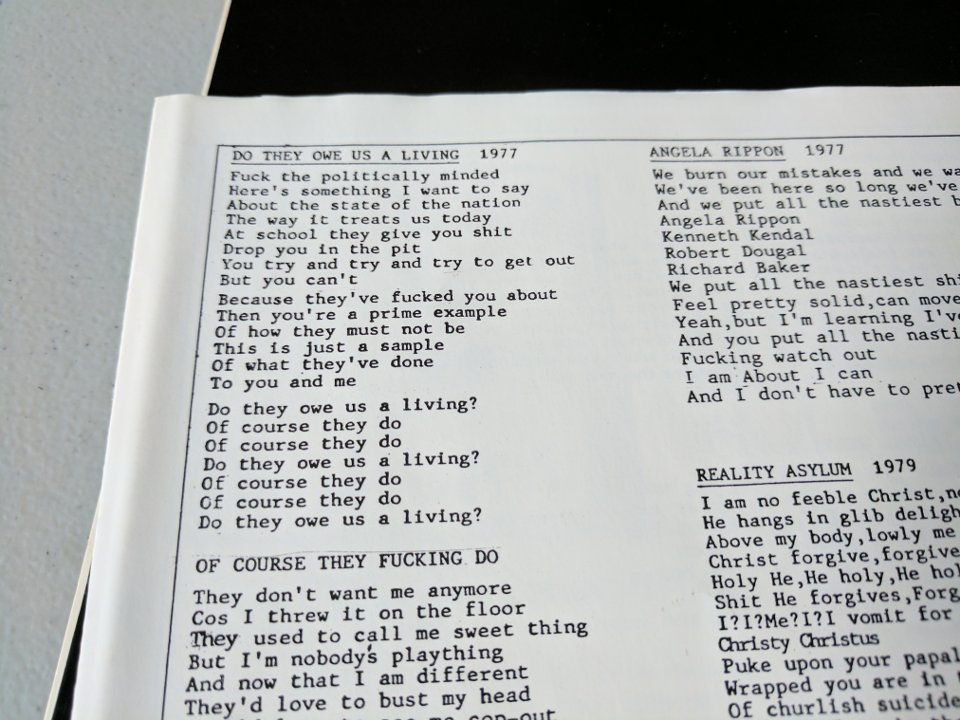 DO THEY OWE US A LIVING 1977
Fuck the politically minded
Here's something I want to say
About the state of the nation
The way it treats us today
At school they give you shit
Drop you in the pit
You try and try and try to get out
But you can't
Because they've fucked you about
Then you're a prime example
Of how they must not be
This is just a sample
Of what they've done
To you and me
Do they owe us a living?
Of course they do
Of course they do
Do they owe us a living?
Of course they do
Of course they do
Do they owe us a living?
OF COURSE THEY FUCKING DO
They don't want me anymore
Cos I threw it on the floor
They used to call me sweet thing
But I'm nobody's plaything
And now that I am different
They'd love to bust my head
ANGELA RIPPON 1977
We burn our mistakes and we
We've been here so long we've
And we put all the nastiest
Angela Rippon
Kenneth Kendal
Robert Dougal
Richard Baker
We put all the nastiest
Feel pretty solid,can move
Yeah,but I'm learning
And you put all the
Fucking watch out
I am About I can
And I don't have to
REALITY ASYLUM 1979
I am no feeble Christ,
He hangs in glib
Above my body,lowly me
Christ forgive,forgive
Holy He,He holy,He
Shit He forgives,
I?I?Me?I?I vomit for
Christy Christus
Puke upon your
Wrapped you are in
Of churlish